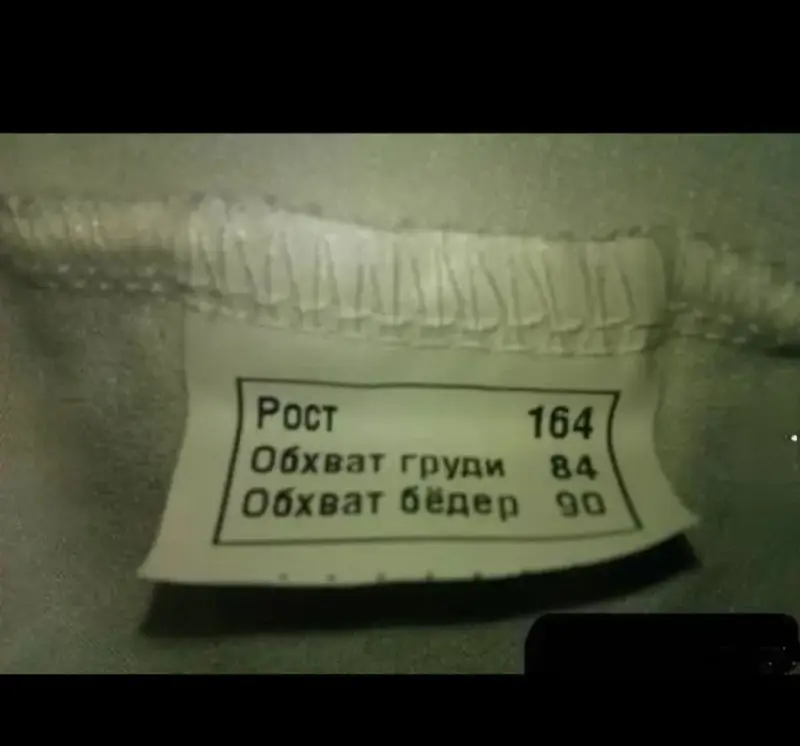 Рост 164
Обхват груди 84
Обхват бёдер 90